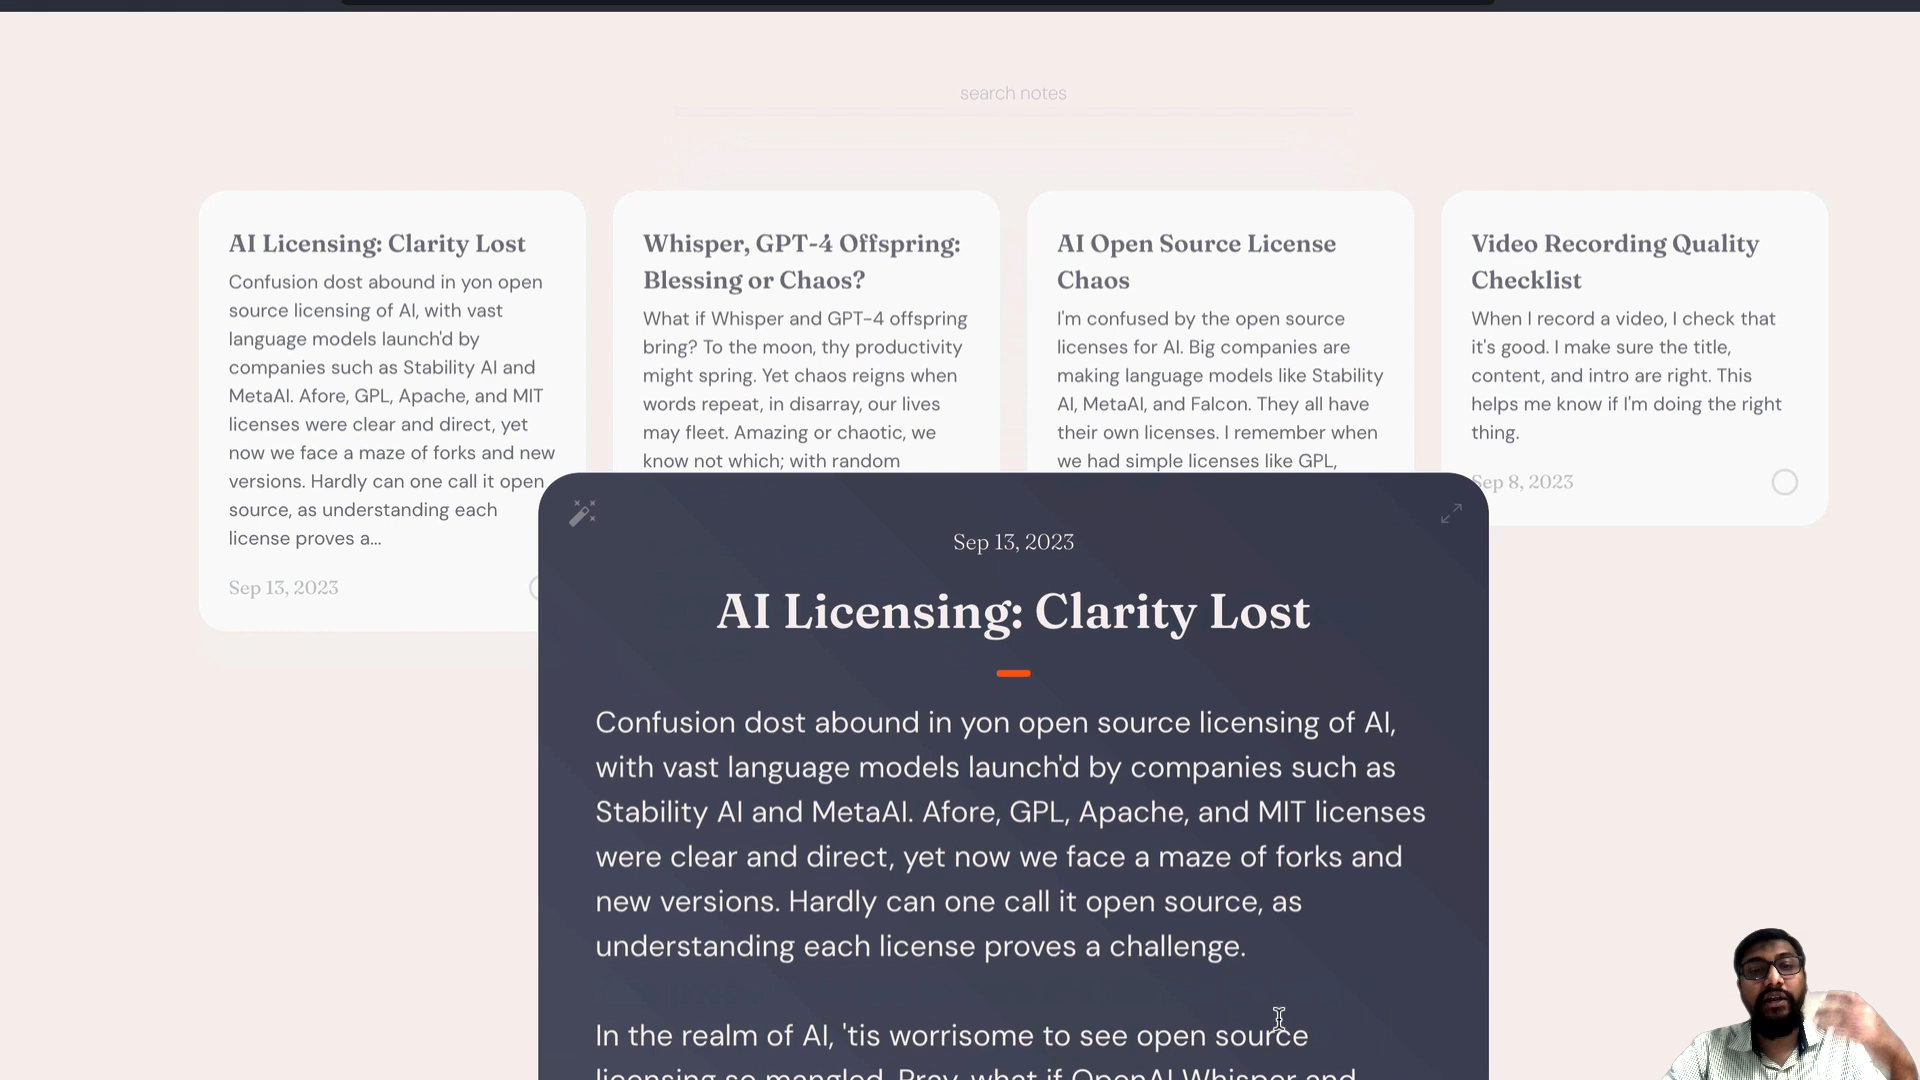 search notes
AI Licensing: Clarity Lost
Confusion dost abound in yon open
source licensing of AI, with vast
language models launch'd by
companies such as Stability AI and
MetaAI. Afore, GPL, Apache, and MIT
licenses were clear and direct, yet
now we face a maze of forks and new
versions. Hardly can one call it open
source, as understanding each
license proves a...
Sep 13, 2023
Whisper, GPT-4 Offspring:
Blessing or Chaos?
What if Whisper and GPT-4 offspring
bring? To the moon, thy productivity
might spring. Yet chaos reigns when
words repeat, in disarray, our lives
may fleet. Amazing or chaotic, we
know not which; with random
AI Open Source License
Chaos
I'm confused by the open source
licenses for AI. Big companies are
making language models like Stability
AI, MetaAI, and Falcon. They all have
their own licenses. I remember when
we had simple licenses like GPL,
Video Recording Quality
Checklist
When I record a video, I check that
it's good. I make sure the title,
content, and intro are right. This
helps me know if I'm doing the right
thing.
Sep 8, 2023
Sep 13, 2023
AI Licensing: Clarity Lost
Confusion dost abound in yon open source licensing of AI,
with vast language models launch'd by companies such as
Stability AI and MetaAI. Afore, GPL, Apache, and MIT licenses
were clear and direct, yet now we face a maze of forks and
new versions. Hardly can one call it open source, as
understanding each license proves a challenge.
In the realm of AI, 'tis worrisome to see open source
licensing so mangled. Pray, what if OpenAI Whisper and